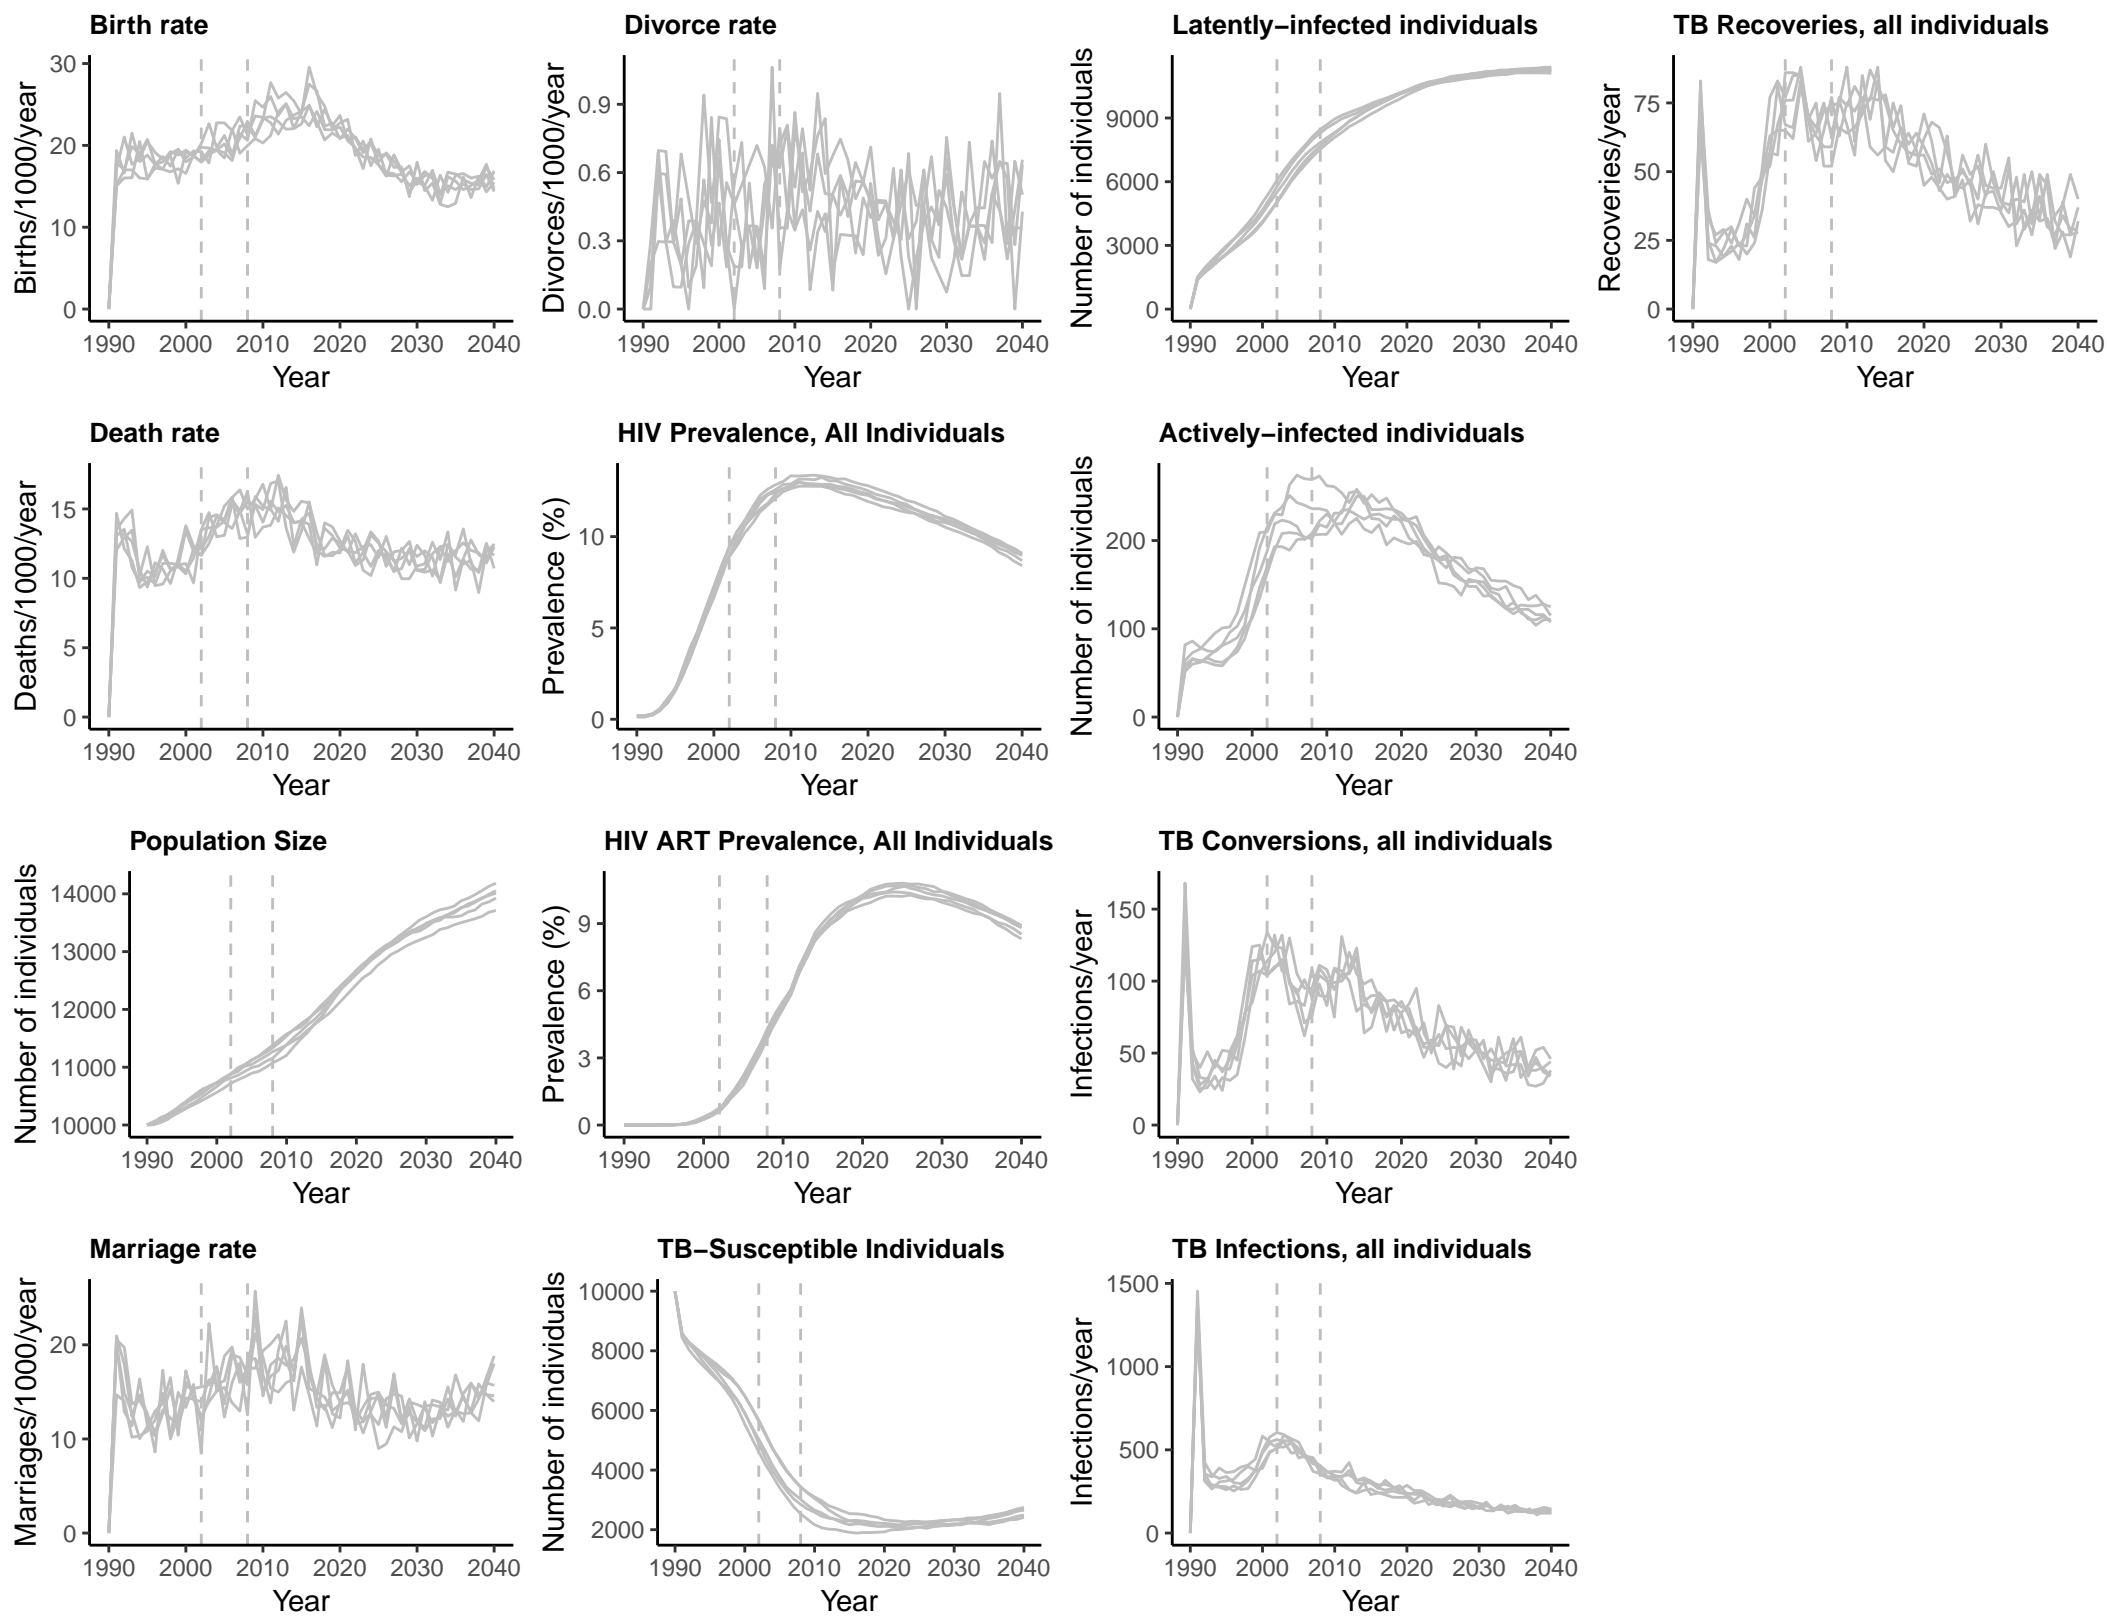 Birth rate
Births/1000/year
30
20
10
0
1990 2000 2010 2020 2030 2040
Year
Divorce rate
Divorces/1000/year
0.9
0.6
0.3
0.0
1990 2000 2010 2020 2030 2040
Year
Latently−infected individuals
Number of individuals
9000
6000
3000
0
1990 2000 2010 2020 2030 2040
Year
TB Recoveries, all individuals
Recoveries/year
75
50
25
0
1990 2000 2010 2020 2030 2040
Year
Death rate
Deaths/1000/year
15
10
5
0
1990 2000 2010 2020 2030 2040
Year
HIV Prevalence, All Individuals
Prevalence (%)
10
5
0
1990 2000 2010 2020 2030 2040
Year
Actively−infected individuals
Number of individuals
200
100
0
1990 2000 2010 2020 2030 2040
Year
Population Size
Number of individuals
14000
13000
12000
11000
10000
1990 2000 2010 2020 2030 2040
Year
HIV ART Prevalence, All Individuals
Prevalence (%)
9
6
3
0
1990 2000 2010 2020 2030 2040
Year
TB Conversions, all individuals
Infections/year
150
100
50
0
1990 2000 2010 2020 2030 2040
Year
Marriage rate
Marriages/1000/year
20
10
0
1990 2000 2010 2020 2030 2040
Year
TB−Susceptible Individuals
Number of individuals
10000
8000
6000
4000
2000
1990 2000 2010 2020 2030 2040
Year
TB Infections, all individuals
Infections/year
1500
1000
500
0
1990 2000 2010 2020 2030 2040
Year